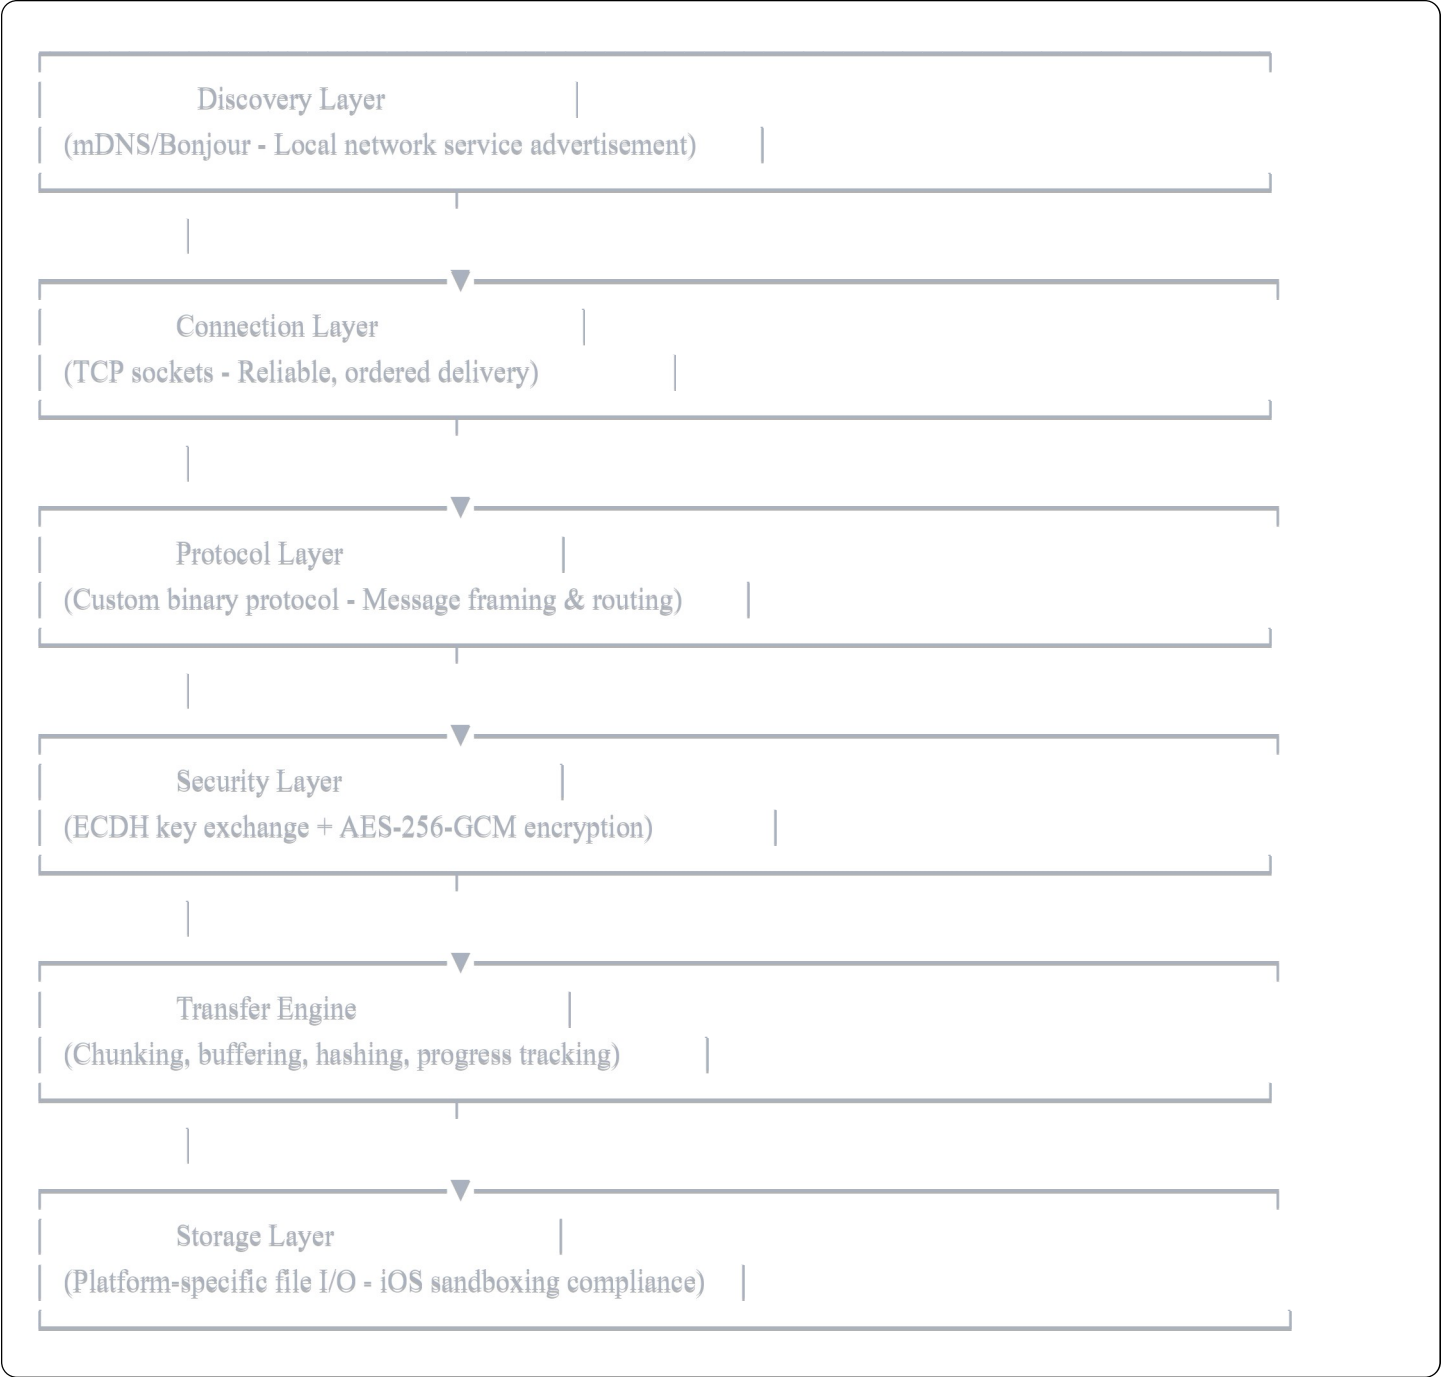 Discovery Layer
(mDNS/Bonjour - Local network service advertisement)
Connection Layer
(TCP sockets - Reliable, ordered delivery)
Protocol Layer
(Custom binary protocol - Message framing & routing)
Security Layer
(ECDH key exchange + AES-256-GCM encryption)
Transfer Engine
(Chunking, buffering, hashing, progress tracking)
Storage Layer
(Platform-specific file I/O - iOS sandboxing compliance)